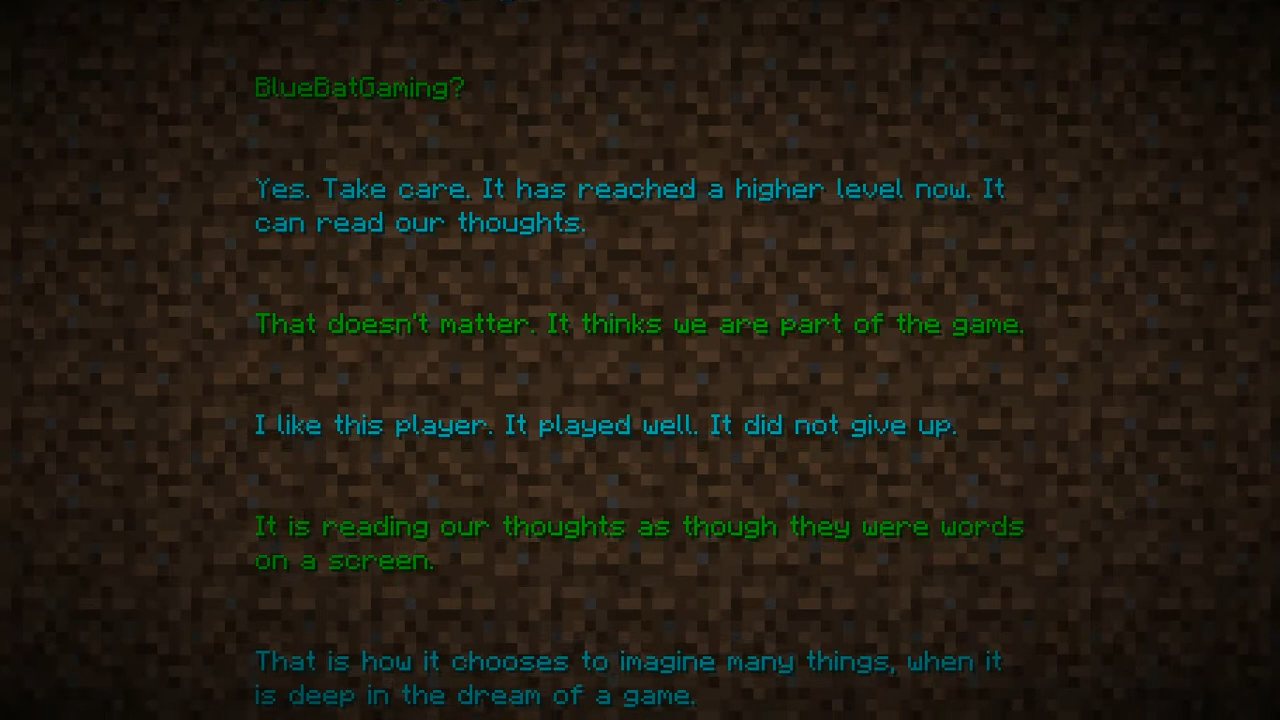 BlueBatGaming?
Yes. Take care. It has reached a higher level now. It
can read our thoughts.
That doesn't matter. It thinks we are part of the game.
I like this player. It played well. It did not give up.
It is reading our thoughts as though they were words
on a screen.
That is how it chooses to imagine many things, when it
is deep in the dream of a game.